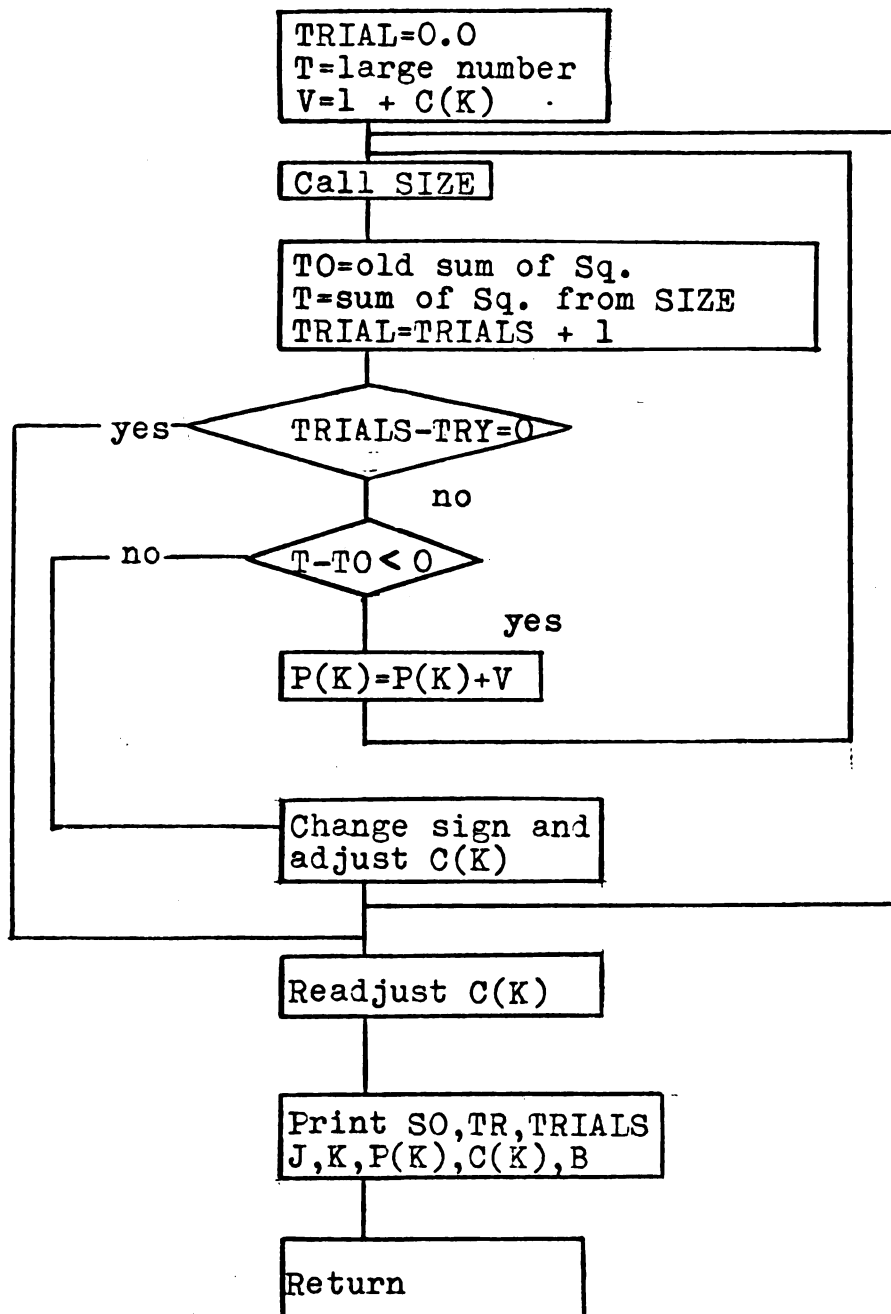 TRIAL=0.0
T=large number
V=1 + C(K)
Call SIZE
TO=old sum of Sq.
T=sum of Sq. from SIZE
TRIAL=TRIALS + 1
yes
TRIALS-TRY=0
no
no
T-TO < 0
yes
P(K)=P(K)+V
Change sign and
adjust C(K)
Readjust C(K)
Print SO,TR,TRIALS
J,K,P(K),C(K),B
Return